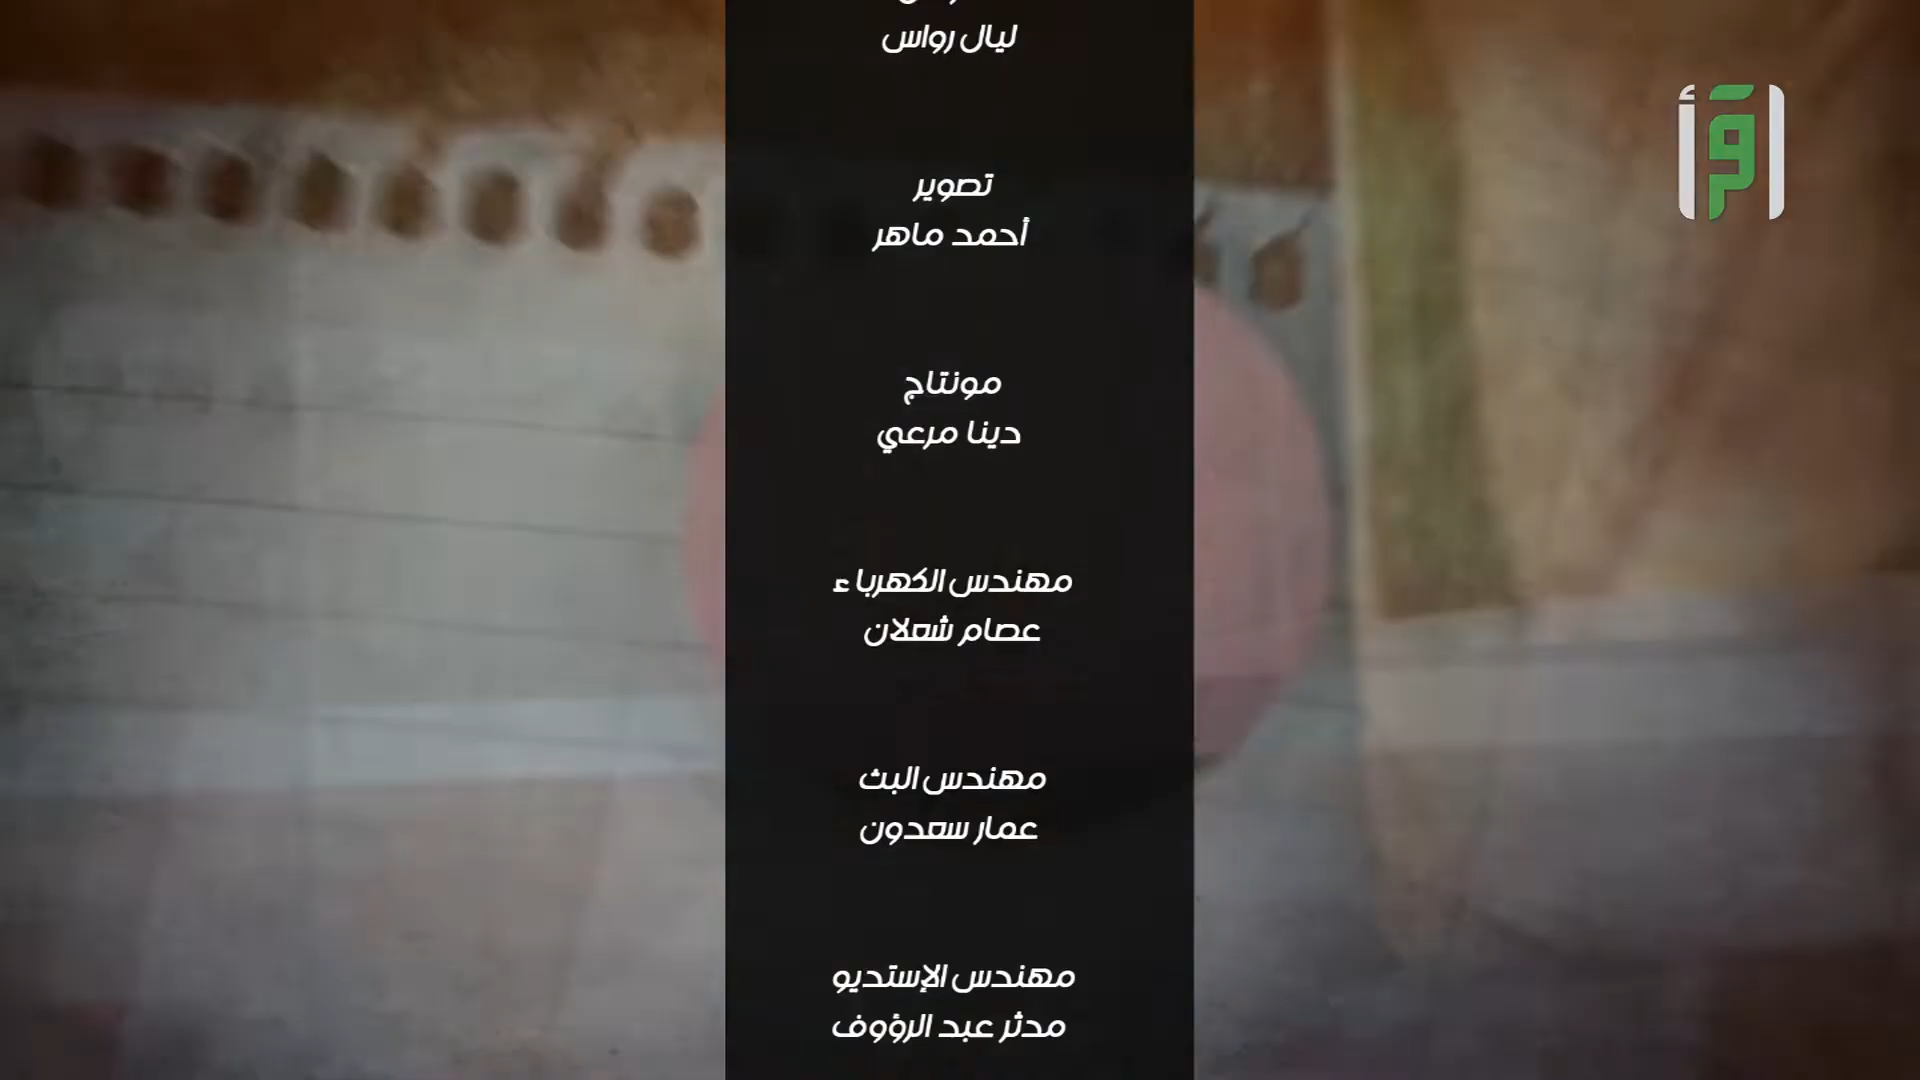 ليال رواس
تصوير
أحمد ماهر
مونتاج
دينا مرعي
مهندس الكهرباء
عصام شعلان
مهندس البث
عمار سعدون
مهندس الإستديو
مدثر عبد الرؤوف
اقرأ